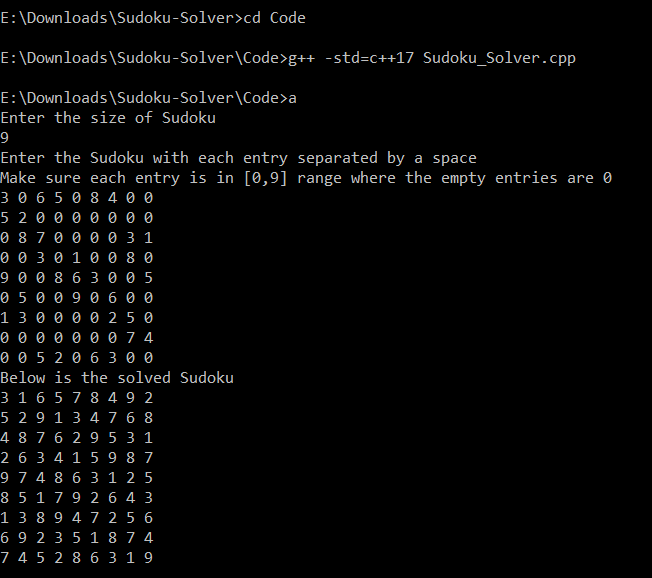 E:\Downloads\Sudoku-Solver>cd Code
E:\Downloads\Sudoku-Solver\Code>g++ -std=c++17 Sudoku_Solver.cpp
E:\Downloads\Sudoku-Solver\Code>a
Enter the size of Sudoku
9
Enter the Sudoku with each entry separated by a space
Make sure each entry is in [0,9] range where the empty entries are 0
3 0 6 5 0 8 4 0 0
5 2 0 0 0 0 0 0 0
0 8 7 0 0 0 0 3 1
0 0 3 0 1 0 0 8 0
9 0 0 8 6 3 0 0 5
0 5 0 0 9 0 6 0 0
1 3 0 0 0 0 2 5 0
0 0 0 0 0 0 0 7 4
0 0 5 2 0 6 3 0 0
Below is the solved Sudoku
3 1 6 5 7 8 4 9 2
5 2 9 1 3 4 7 6 8
4 8 7 6 2 9 5 3 1
2 6 3 4 1 5 9 8 7
9 7 4 8 6 3 1 2 5
8 5 1 7 9 2 6 4 3
1 3 8 9 4 7 2 5 6
6 9 2 3 5 1 8 7 4
7 4 5 2 8 6 3 1 9